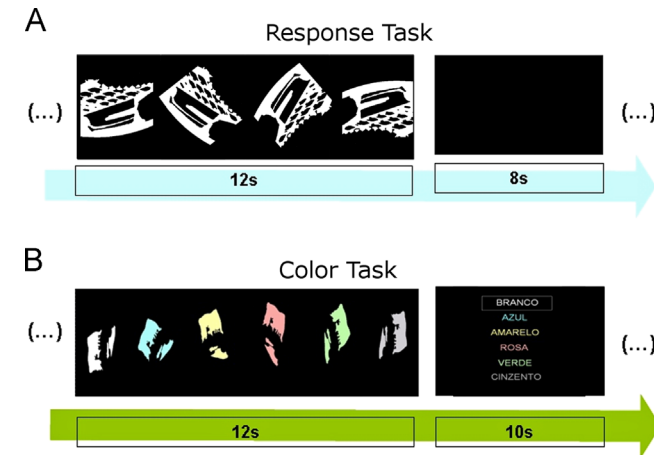 A
Response Task
(...)
(...)
12s
8s
B
Color Task
(...)
BRANCO
AZUL
AMARELO
ROSA
VERDE
CINZENTO
(...)
12s
10s